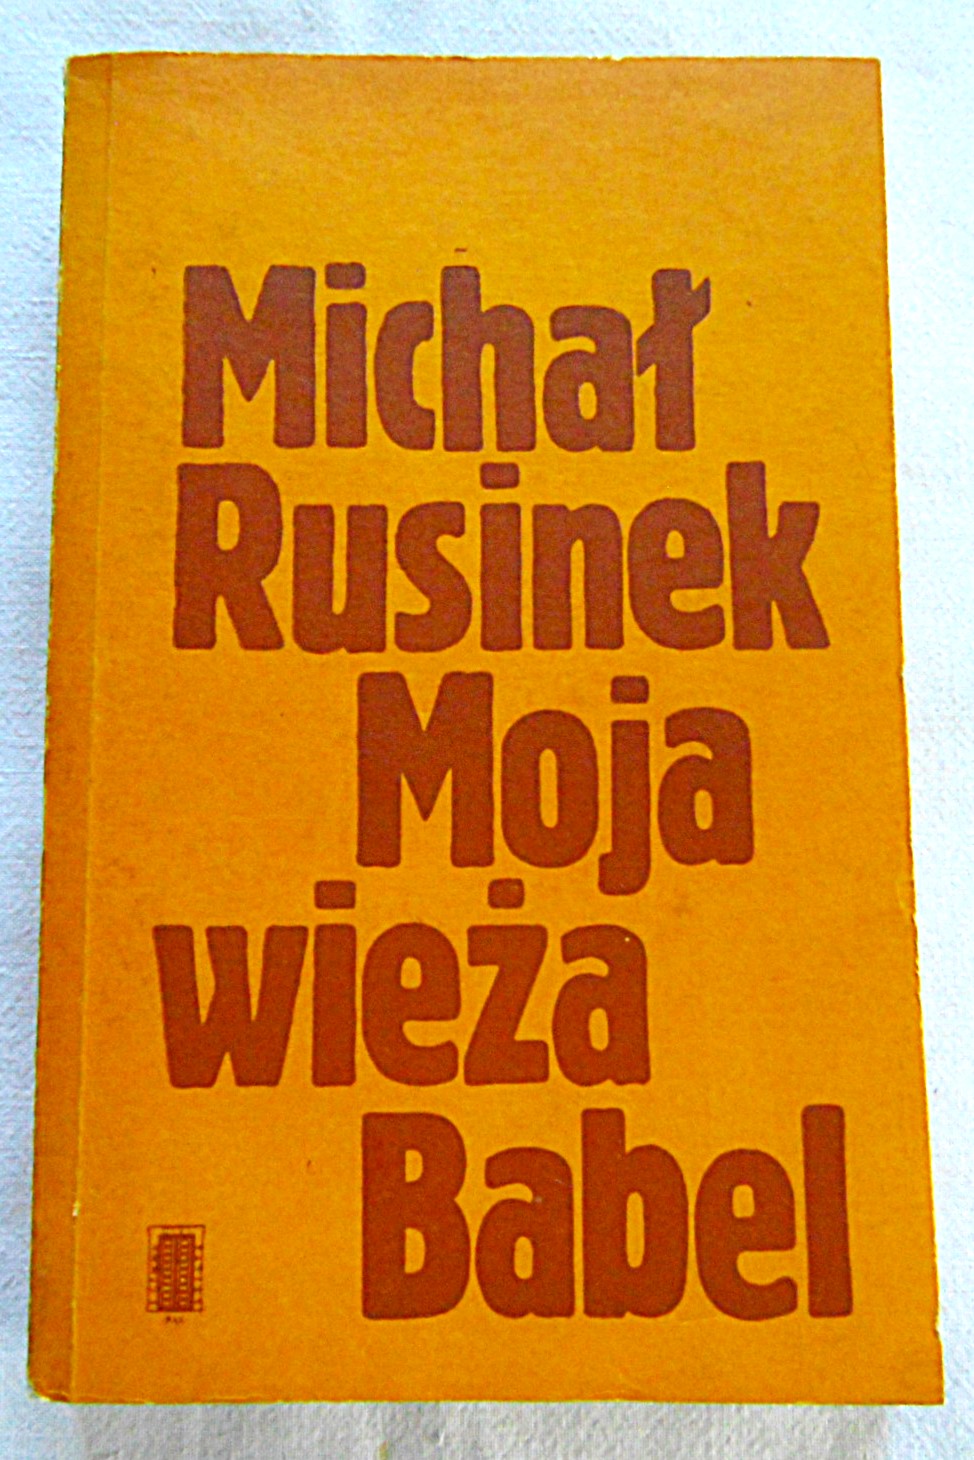 Michał
Rusinek
Moja
wieża
Babel